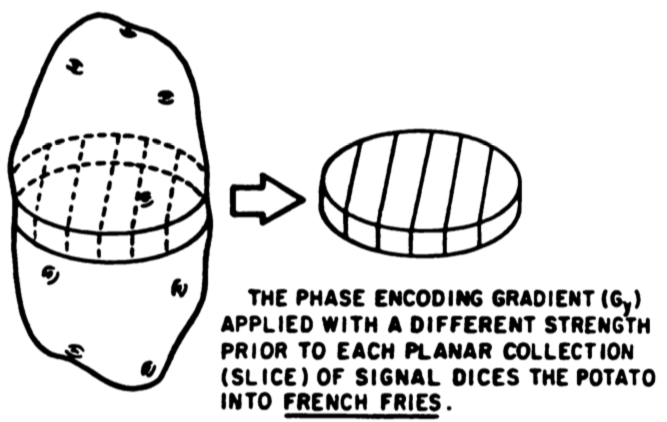 THE PHASE ENCODING GRADIENT (Gy)
APPLIED WITH A DIFFERENT STRENGTH
PRIOR TO EACH PLANAR COLLECTION
(SLICE) OF SIGNAL DICES THE POTATO
INTO FRENCH FRIES.